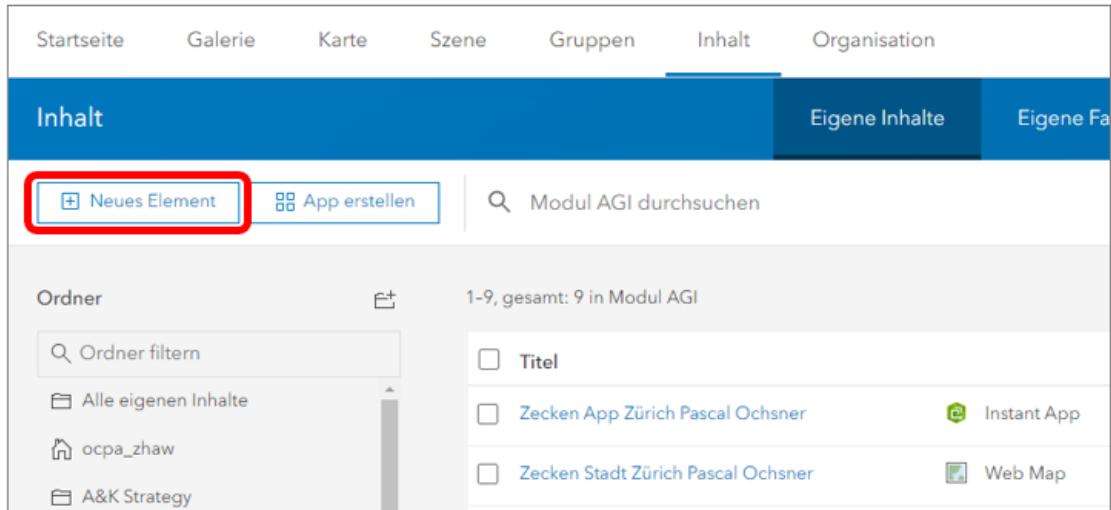 Startseite Galerie Karte Szene Gruppen Inhalt Organisation
Inhalt Eigene Inhalte Eigene Fa
Neues Element App erstellen Modul AGI durchsuchen
Ordner 1–9, gesamt: 9 in Modul AGI
Ordner filtern Titel
Alle eigenen Inhalte
Zecken App Zürich Pascal Ochsner Instant App
ocpa_zhaw
Zecken Stadt Zürich Pascal Ochsner Web Map
A&K Strategy